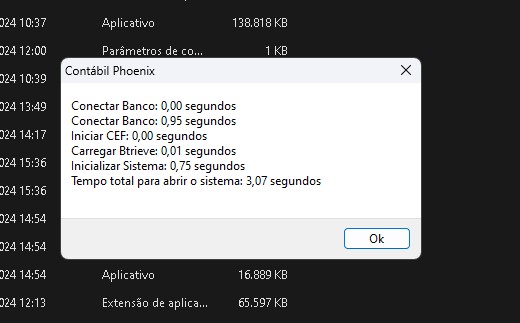 024 10:37 Aplicativo 138.818 KB
024 12:00 Parâmetros de co... 1 KB
024 10:39
Contábil Phoenix
024 13:49
Conectar Banco: 0,00 segundos
Conectar Banco: 0,95 segundos
024 14:17
Iniciar CEF: 0,00 segundos
Carregar Btrieve: 0,01 segundos
024 15:36
Inicializar Sistema: 0,75 segundos
Tempo total para abrir o sistema: 3,07 segundos
024 15:36
024 14:54
Ok
024 14:54
024 14:54 Aplicativo 16.889 KB
024 12:13 Extensão de aplica... 65.597 KB